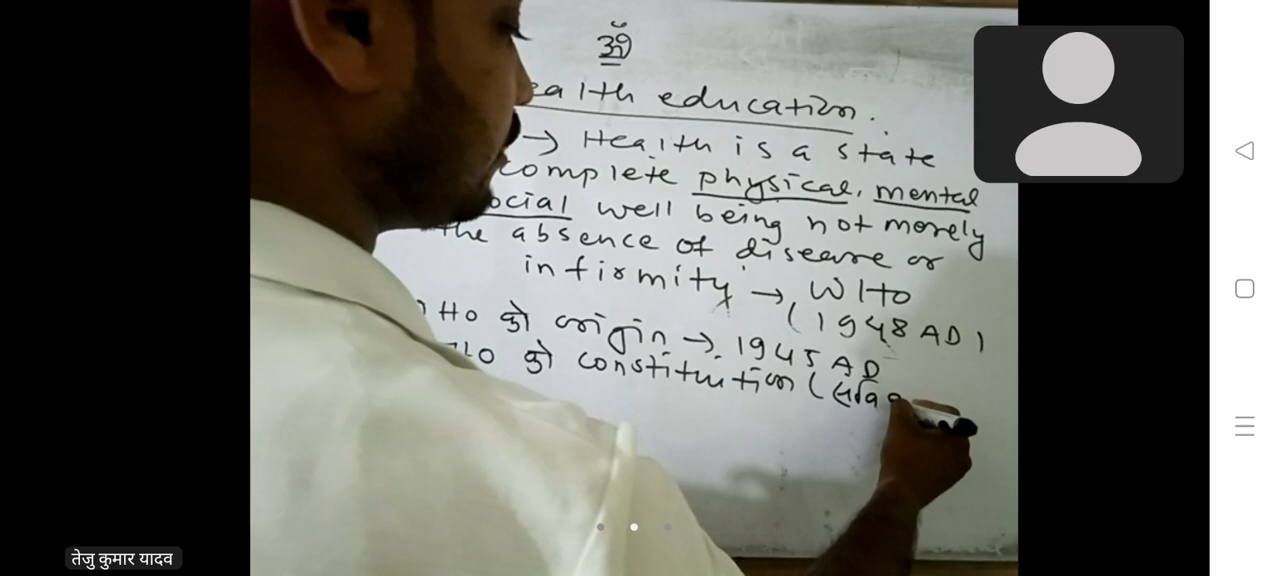 ॐ
ealth education.
→ Health is a state
complete physical, mental
ocial well being not merely
the absence of disease or
infirmity → WHO
(1948 AD)
HO को origin → 1945 AD
HO को constitution (
तेजु कुमार यादव